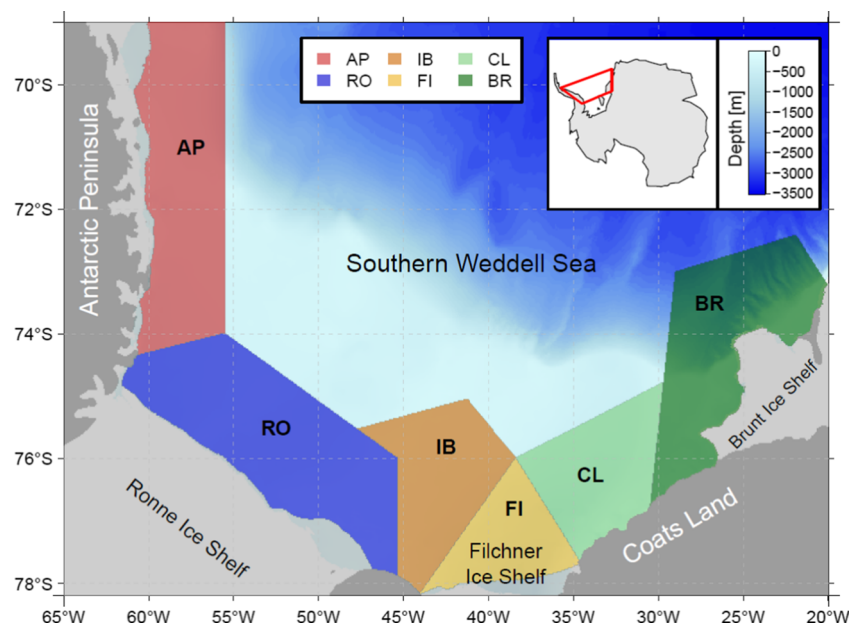 AP IB CL
RO FI BR
Depth [m]
0
−500
−1000
−1500
−2000
−2500
−3000
−3500
70°S
72°S
74°S
76°S
78°S
Antarctic Peninsula
AP
Southern Weddell Sea
BR
Brunt Ice Shelf
RO
IB
CL
FI
Filchner
Ice Shelf
Ronne Ice Shelf
Coats Land
65°W 60°W 55°W 50°W 45°W 40°W 35°W 30°W 25°W 20°W